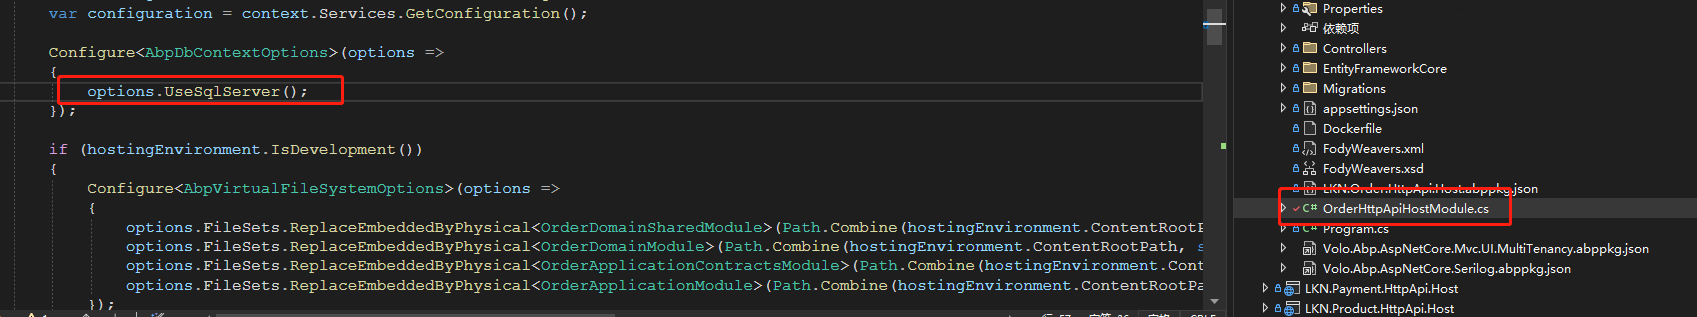 var configuration = context.Services.GetConfiguration();
Configure<AbpDbContextOptions>(options =>
{
options.UseSqlServer();
});
if (hostingEnvironment.IsDevelopment())
{
Configure<AbpVirtualFileSystemOptions>(options =>
{
options.FileSets.ReplaceEmbeddedByPhysical<OrderDomainSharedModule>(Path.Combine(hostingEnvironment.ContentRootP
options.FileSets.ReplaceEmbeddedByPhysical<OrderDomainModule>(Path.Combine(hostingEnvironment.ContentRootPath, s
options.FileSets.ReplaceEmbeddedByPhysical<OrderApplicationContractsModule>(Path.Combine(hostingEnvironment.Cont
options.FileSets.ReplaceEmbeddedByPhysical<OrderApplicationModule>(Path.Combine(hostingEnvironment.ContentRootPa
});
Properties
依赖项
Controllers
EntityFrameworkCore
Migrations
appsettings.json
Dockerfile
FodyWeavers.xml
FodyWeavers.xsd
LKN.Order.HttpApi.Host.abppkg.json
C# OrderHttpApiHostModule.cs
C# Program.cs
Volo.Abp.AspNetCore.Mvc.UI.MultiTenancy.abppkg.json
Volo.Abp.AspNetCore.Serilog.abppkg.json
LKN.Payment.HttpApi.Host
LKN.Product.HttpApi.Host